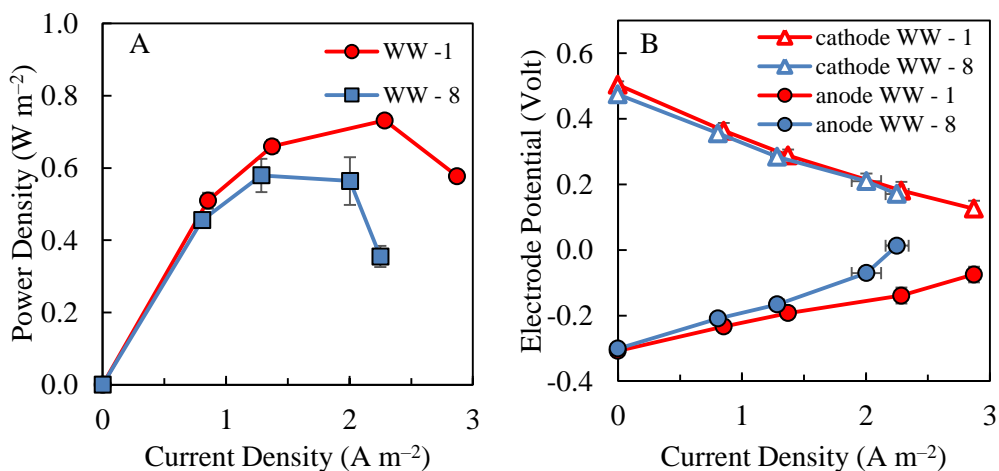 A
WW -1
WW - 8
Power Density (W m⁻²)
1.0
0.8
0.6
0.4
0.2
0.0
0
1
2
3
Current Density (A m⁻²)
B
cathode WW - 1
cathode WW - 8
anode WW - 1
anode WW - 8
Electrode Potential (Volt)
0.6
0.4
0.2
0.0
-0.2
-0.4
0
1
2
3
Current Density (A m⁻²)